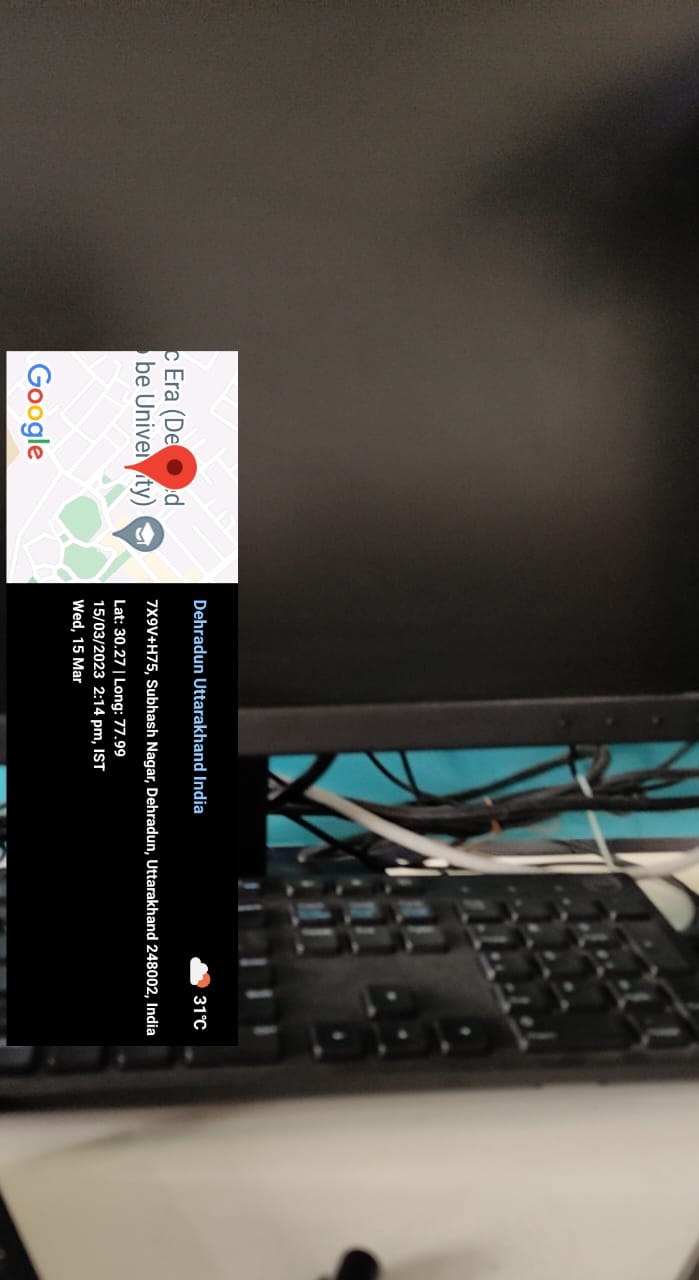 c Era (De
d
be Univer
ity)
Google
Dehradun Uttarakhand India
31°C
7X9V+H75, Subhash Nagar, Dehradun, Uttarakhand 248002, India
Lat: 30.27 | Long: 77.99
15/03/2023 2:14 pm, IST
Wed, 15 Mar